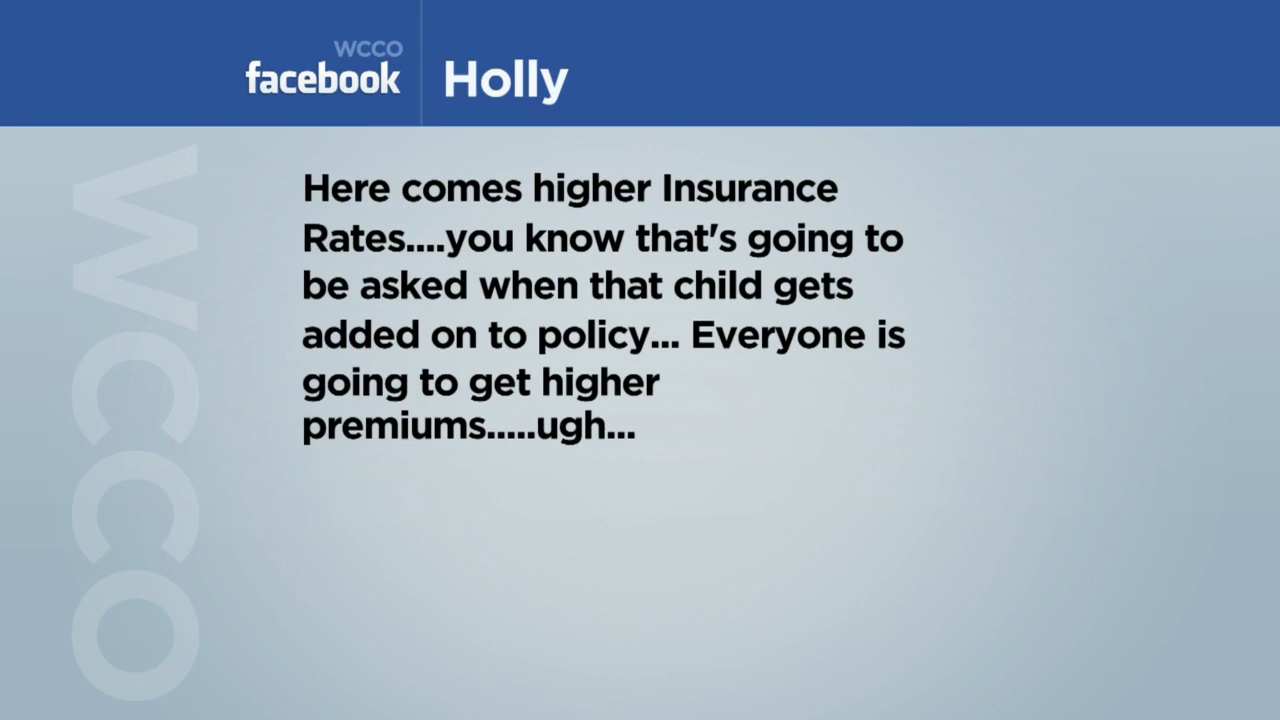 WCCO
facebook
Holly
Here comes higher Insurance
Rates....you know that's going to
be asked when that child gets
added on to policy... Everyone is
going to get higher
premiums.....ugh...
WCCO